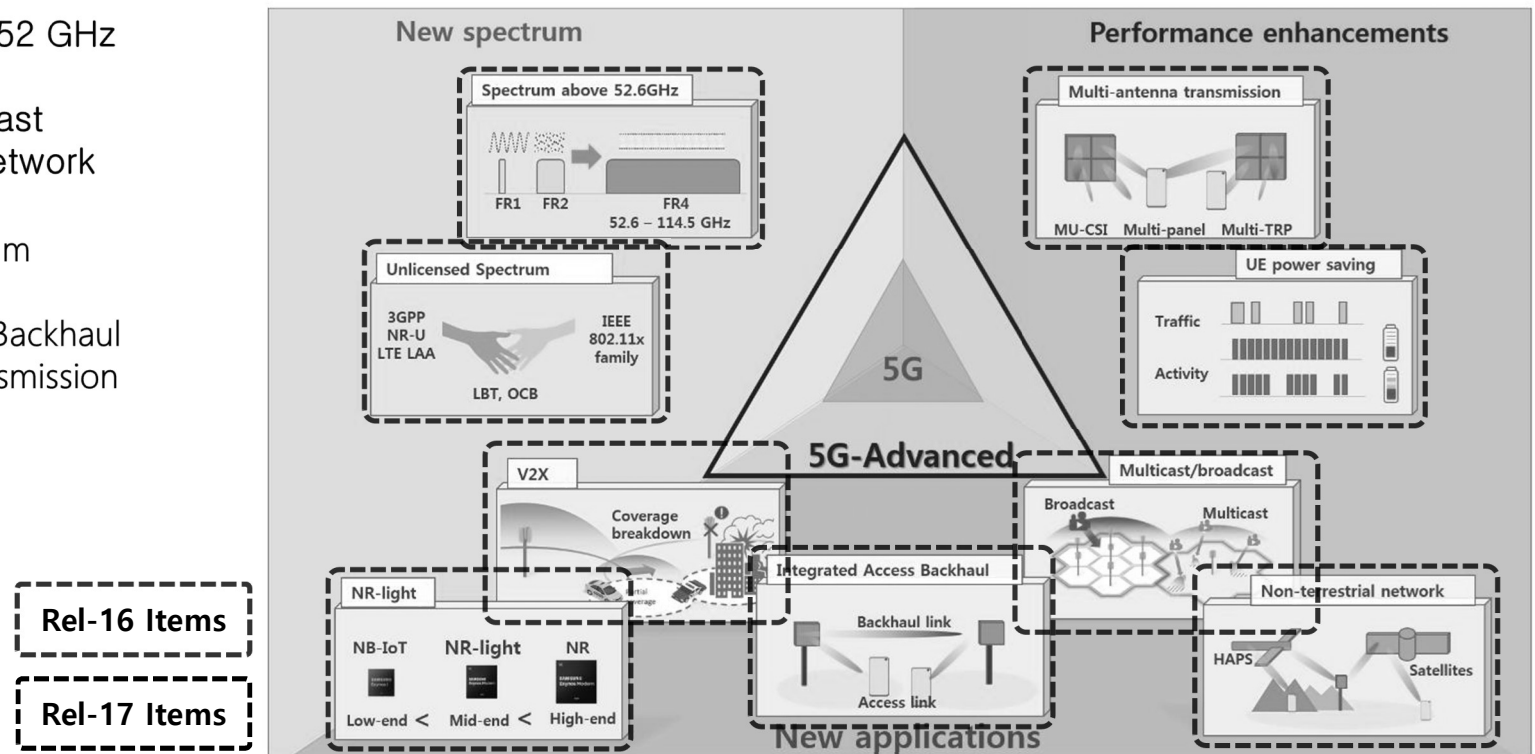 52 GHz
ast
etwork
m
Backhaul
smission
Rel-16 Items
Rel-17 Items
New spectrum
Performance enhancements
Spectrum above 52.6GHz
FR1 FR2 FR4
52.6 – 114.5 GHz
Multi-antenna transmission
MU-CSI Multi-panel Multi-TRP
Unlicensed Spectrum
3GPP
NR-U
LTE LAA
IEEE
802.11x
family
LBT, OCB
UE power saving
Traffic
Activity
5G
5G-Advanced
V2X
Coverage
breakdown
Multicast/broadcast
Broadcast
Multicast
NR-light
NB-IoT NR-light NR
SAMSUNG
SAMSUNG
Low-end < Mid-end < High-end
Integrated Access Backhaul
Backhaul link
Access link
Non-terrestrial network
HAPS
Satellites
New applications